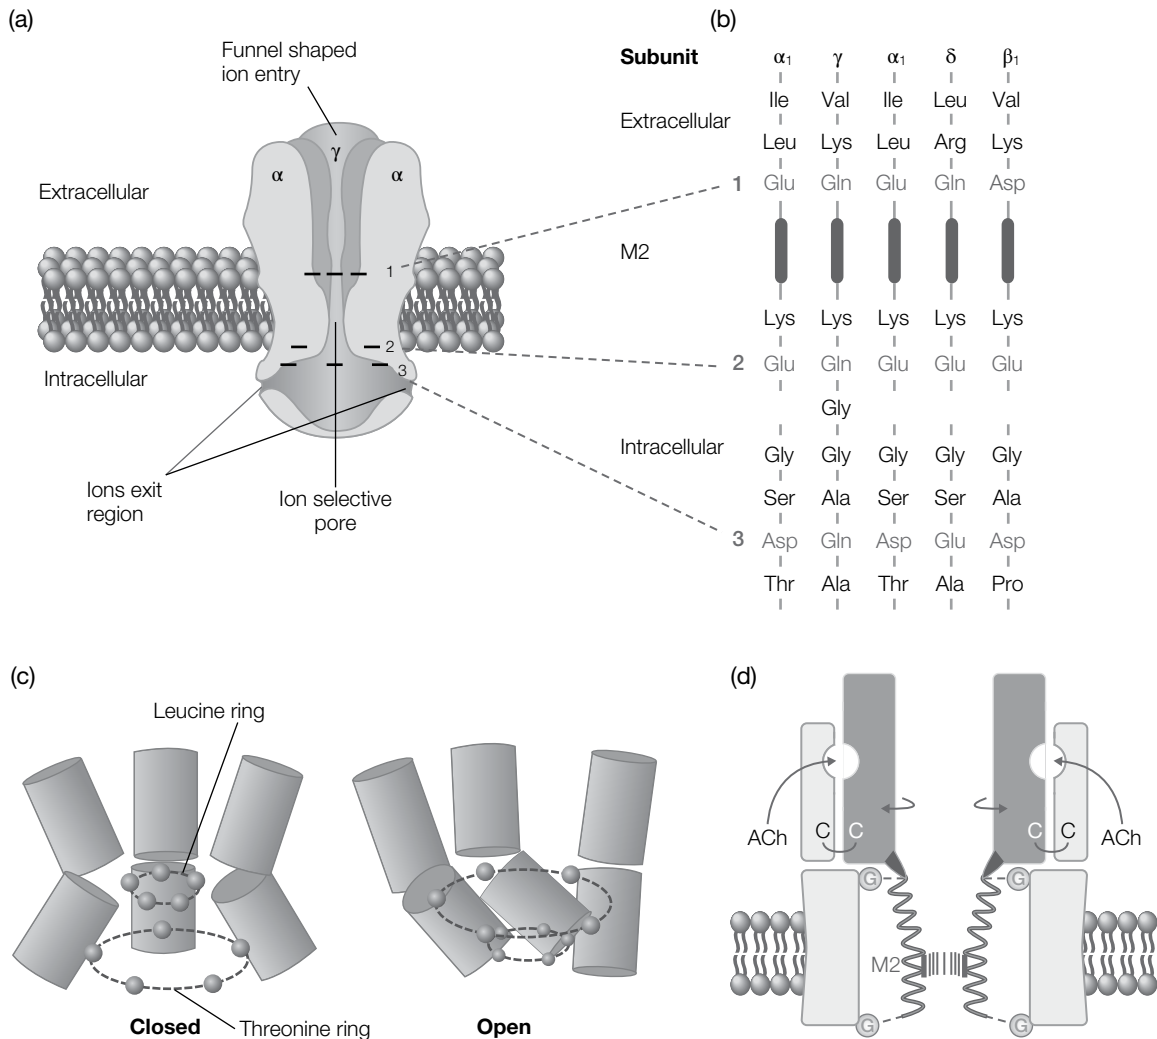 (a)
Funnel shaped
ion entry
γ
α α
Extracellular
1
2
3
Intracellular
Ions exit
region
Ion selective
pore
(b)
Subunit α1 γ α1 δ β1
Ile Val Ile Leu Val
Extracellular
Leu Lys Leu Arg Lys
1 Glu Gln Glu Gln Asp
M2
Lys Lys Lys Lys Lys
2 Glu Gln Glu Glu Glu
Gly
Intracellular Gly Gly Gly Gly Gly
Ser Ala Ser Ser Ala
3 Asp Gln Asp Glu Asp
Thr Ala Thr Ala Pro
(c)
Leucine ring
Closed
Threonine ring
Open
(d)
ACh C C C C ACh
G G
M2
G G